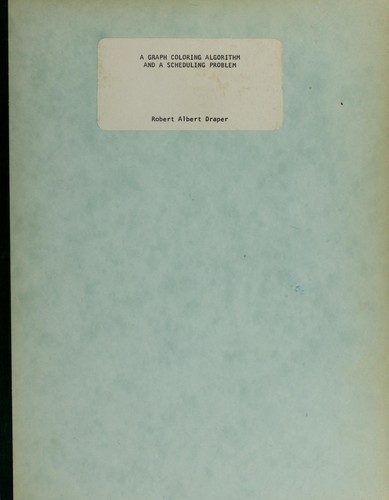 A GRAPH COLORING ALGORITHM
AND A SCHEDULING PROBLEM
Robert Albert Draper